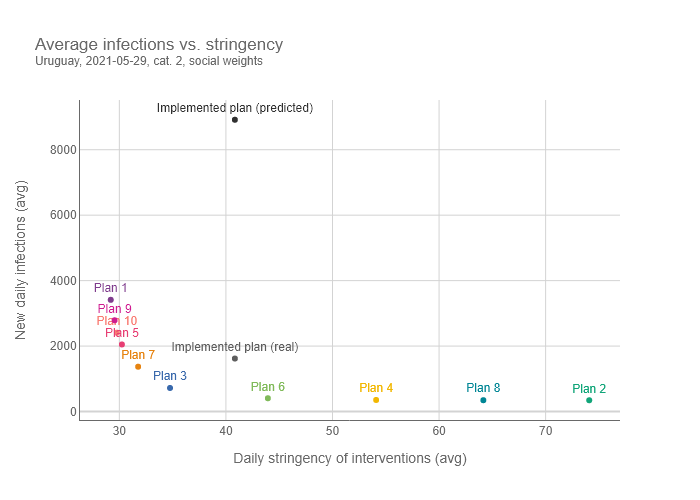 Average infections vs. stringency
Uruguay, 2021-05-29, cat. 2, social weights
Implemented plan (predicted)
8000
6000
4000
2000
0
New daily infections (avg)
Plan 1
Plan 9
Plan 10
Plan 5
Plan 7
Plan 3
Implemented plan (real)
Plan 6
Plan 4
Plan 8
Plan 2
30
40
50
60
70
Daily stringency of interventions (avg)